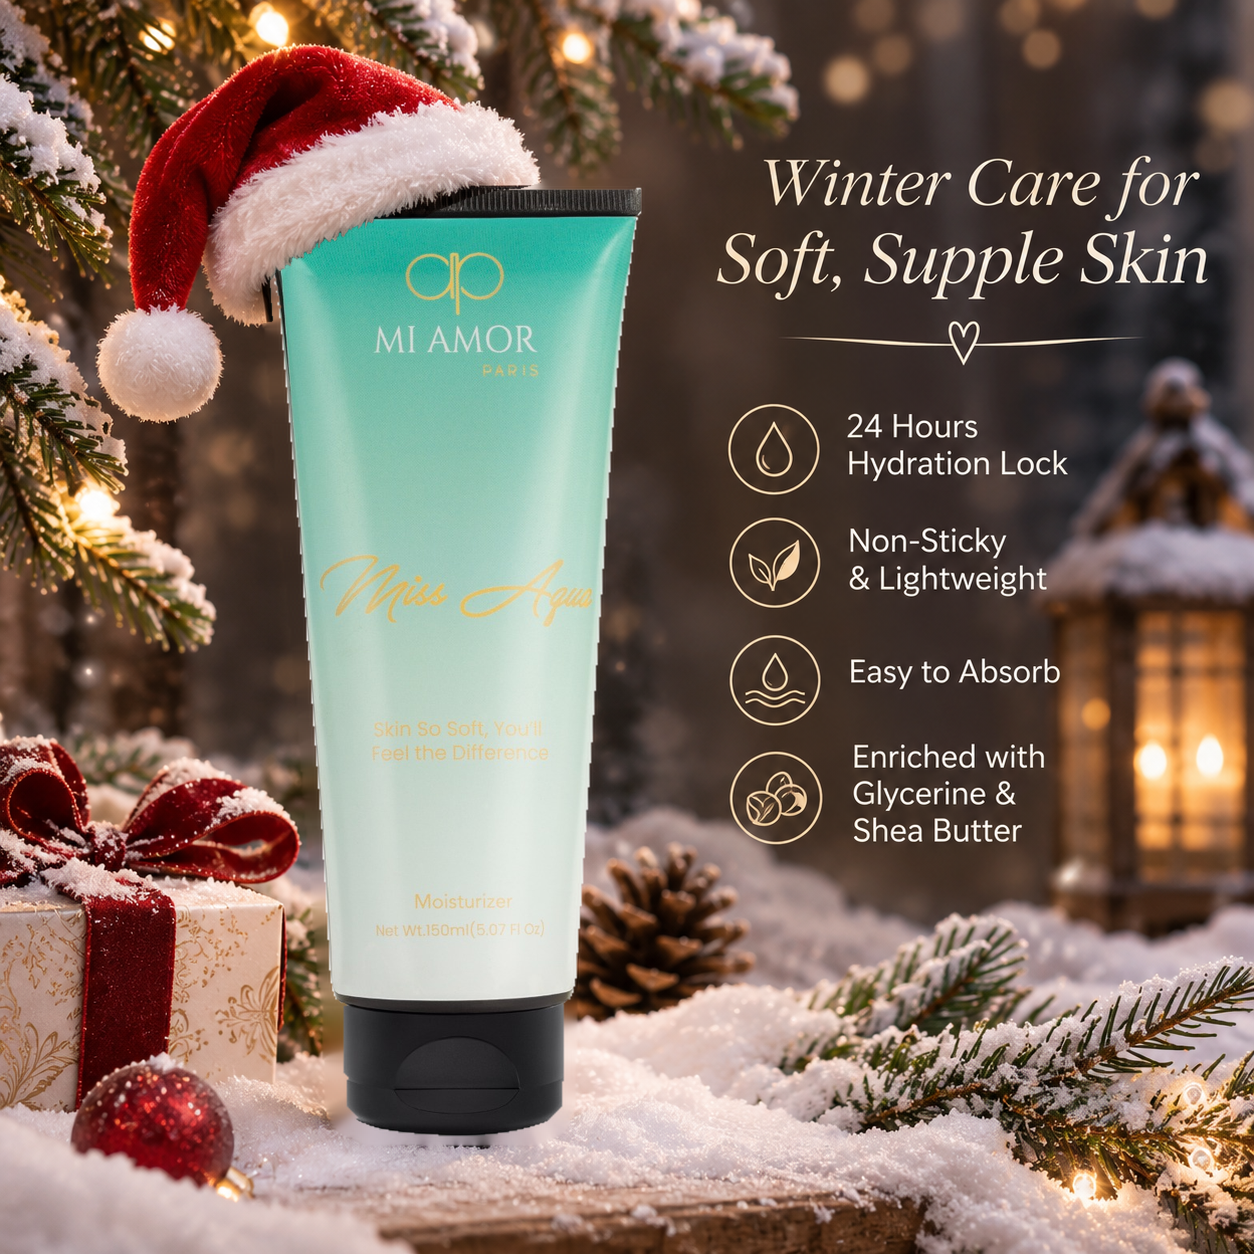 Winter Care for
Soft, Supple Skin
MI AMOR
PARIS
Miss Aqua
Skin So Soft, You'll
Feel the Difference
Moisturizer
Net Wt.150ml(5.07 Fl Oz)
24 Hours
Hydration Lock
Non-Sticky
& Lightweight
Easy to Absorb
Enriched with
Glycerine &
Shea Butter